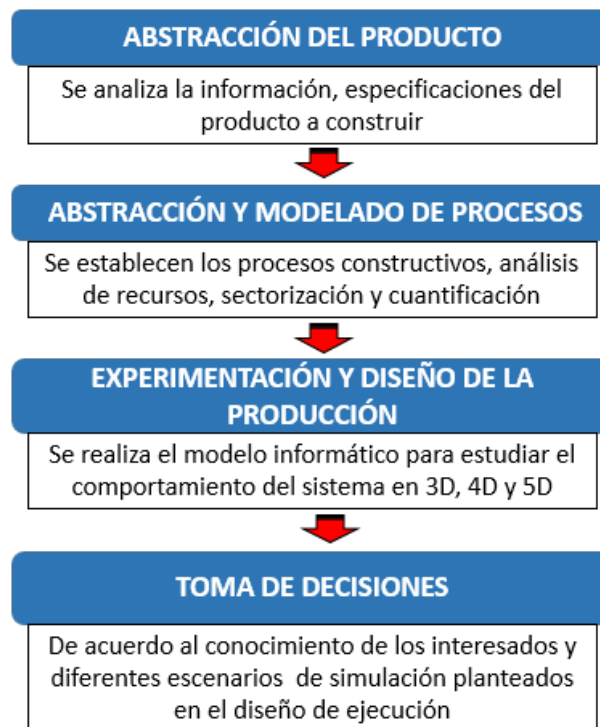 ABSTRACCIÓN DEL PRODUCTO
Se analiza la información, especificaciones del
producto a construir
ABSTRACCIÓN Y MODELADO DE PROCESOS
Se establecen los procesos constructivos, análisis
de recursos, sectorización y cuantificación
EXPERIMENTACIÓN Y DISEÑO DE LA
PRODUCCIÓN
Se realiza el modelo informático para estudiar el
comportamiento del sistema en 3D, 4D y 5D
TOMA DE DECISIONES
De acuerdo al conocimiento de los interesados y
diferentes escenarios de simulación planteados
en el diseño de ejecución